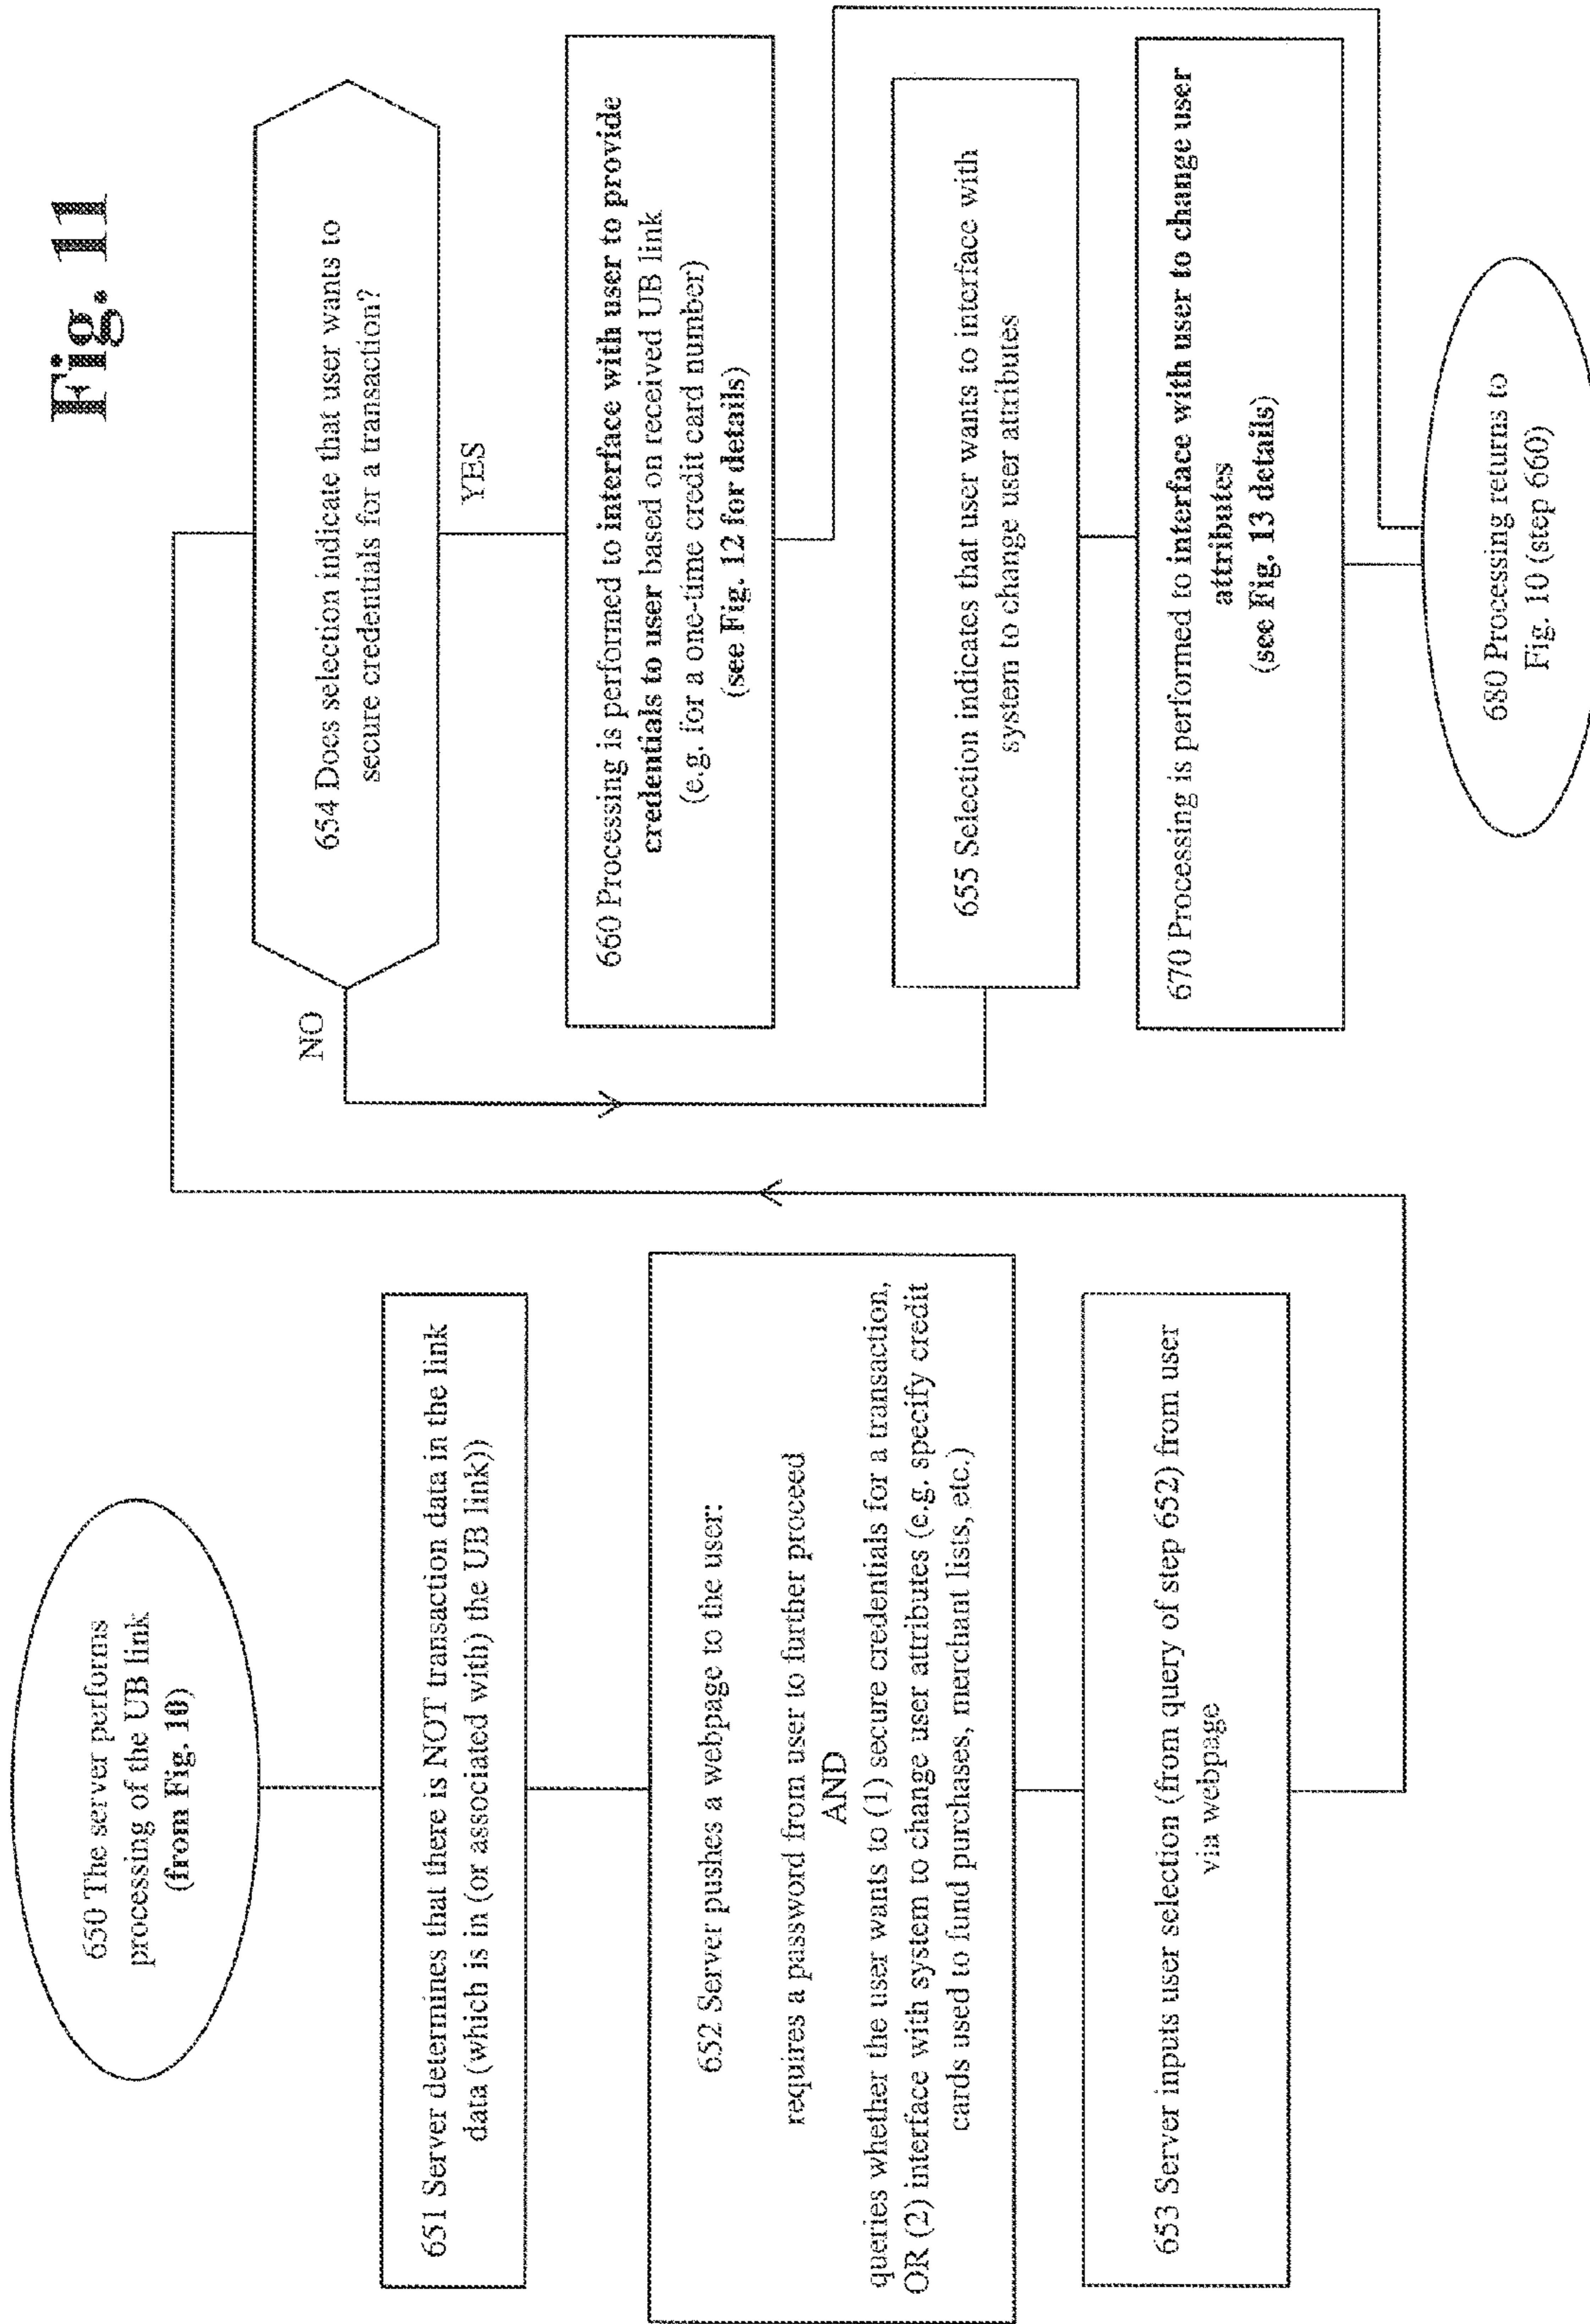 Fig. 11
650 The server performs
processing of the UB link
(from Fig. 10)
651 Server determines that there is NOT transaction data in the link
data (which is in (or associated with) the UB link))
652 Server pushes a webpage to the user:
requires a password from user to further proceed
AND
queries whether the user wants to (1) secure credentials for a transaction,
OR (2) interface with system to change user attributes (e.g. specify credit
cards used to fund purchases, merchant lists, etc.)
653 Server inputs user selection (from query of step 652) from user
via webpage
654 Does selection indicate that user wants to
secure credentials for a transaction?
NO
YES
660 Processing is performed to interface with user to provide
credentials to user based on received UB link
(e.g. for a one-time credit card number)
(see Fig. 12 for details)
655 Selection indicates that user wants to interface with
system to change user attributes
670 Processing is performed to interface with user to change user
attributes
(see Fig. 13 details)
680 Processing returns to
Fig. 10 (step 660)